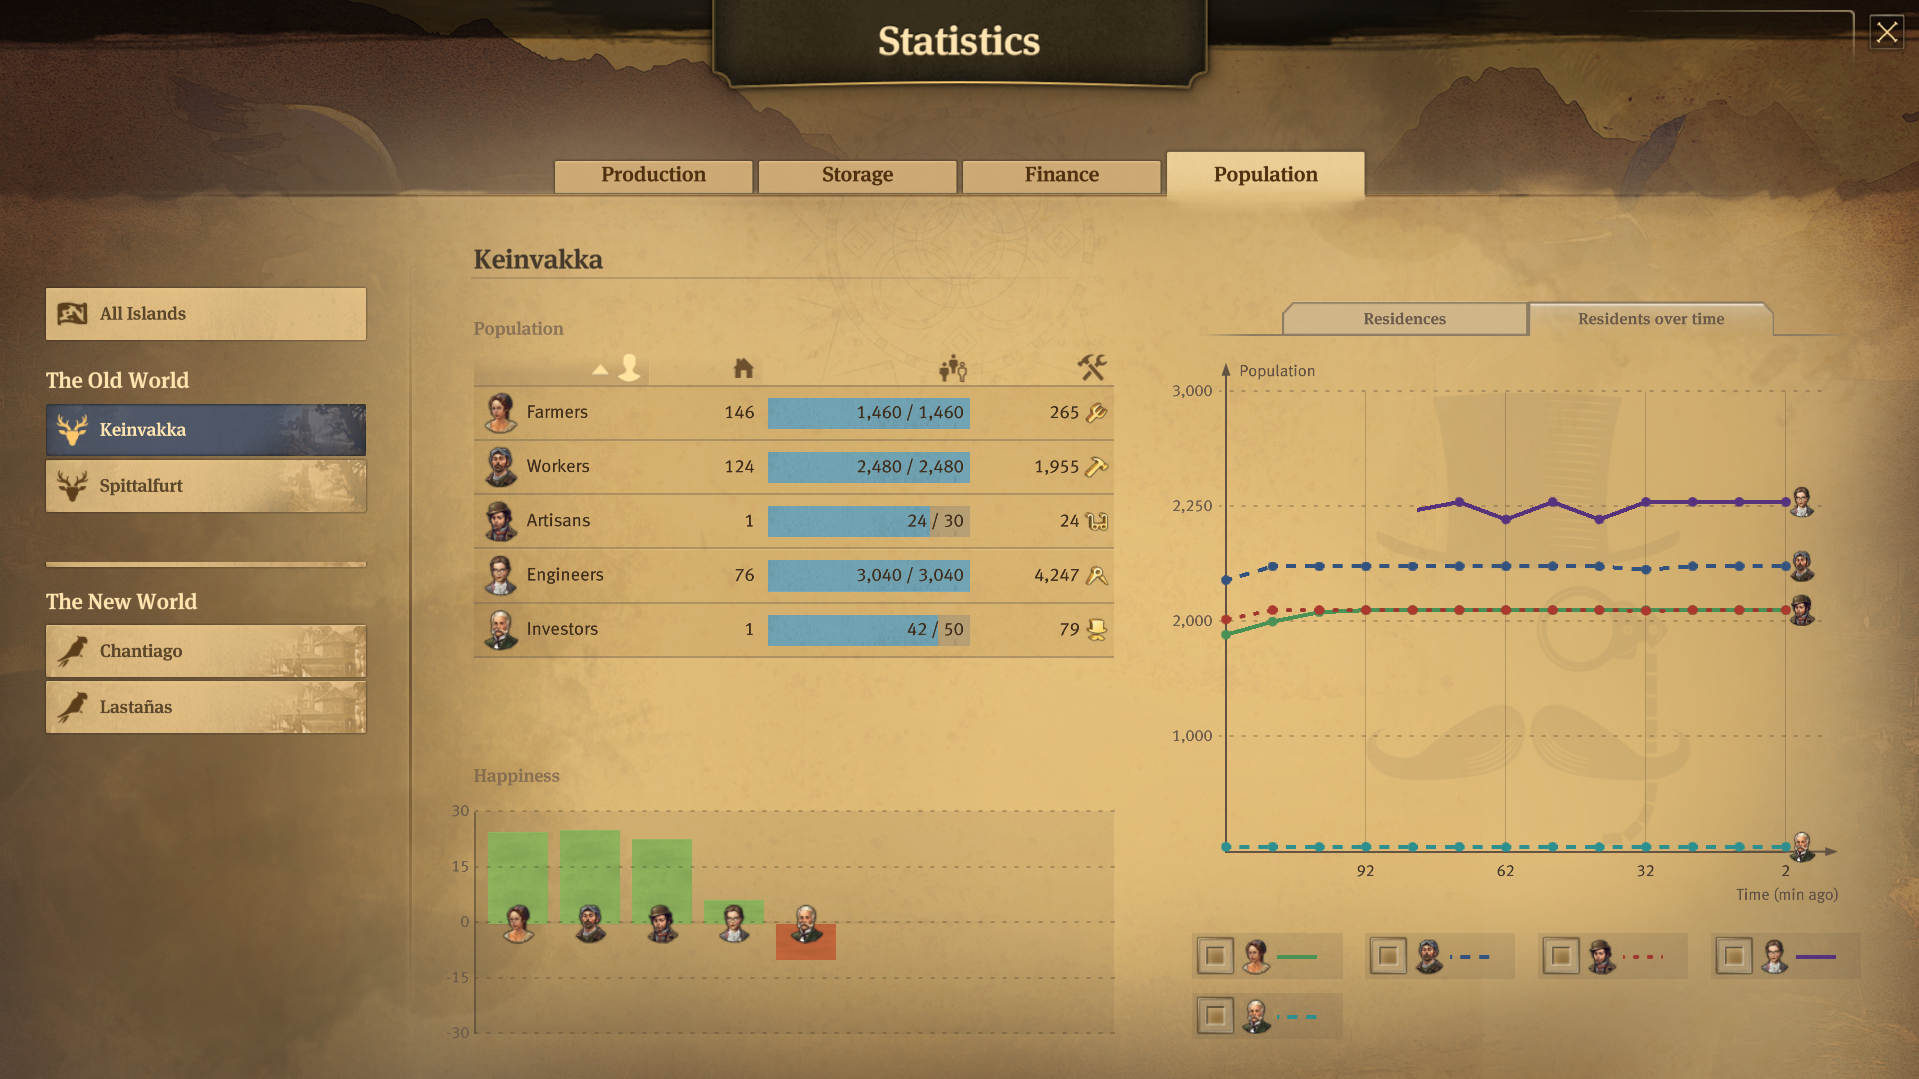 Statistics
Production
Storage
Finance
Population
All Islands
The Old World
Keinvakka
Spittalfurt
The New World
Chantiago
Lastañas
Keinvakka
Population
Farmers 146 1,460 / 1,460 265
Workers 124 2,480 / 2,480 1,955
Artisans 1 24 / 30 24
Engineers 76 3,040 / 3,040 4,247
Investors 1 42 / 50 79
Happiness
30
15
0
-15
-30
Residences
Residents over time
Population
3,000
2,250
2,000
1,000
92 62 32 2
Time (min ago)